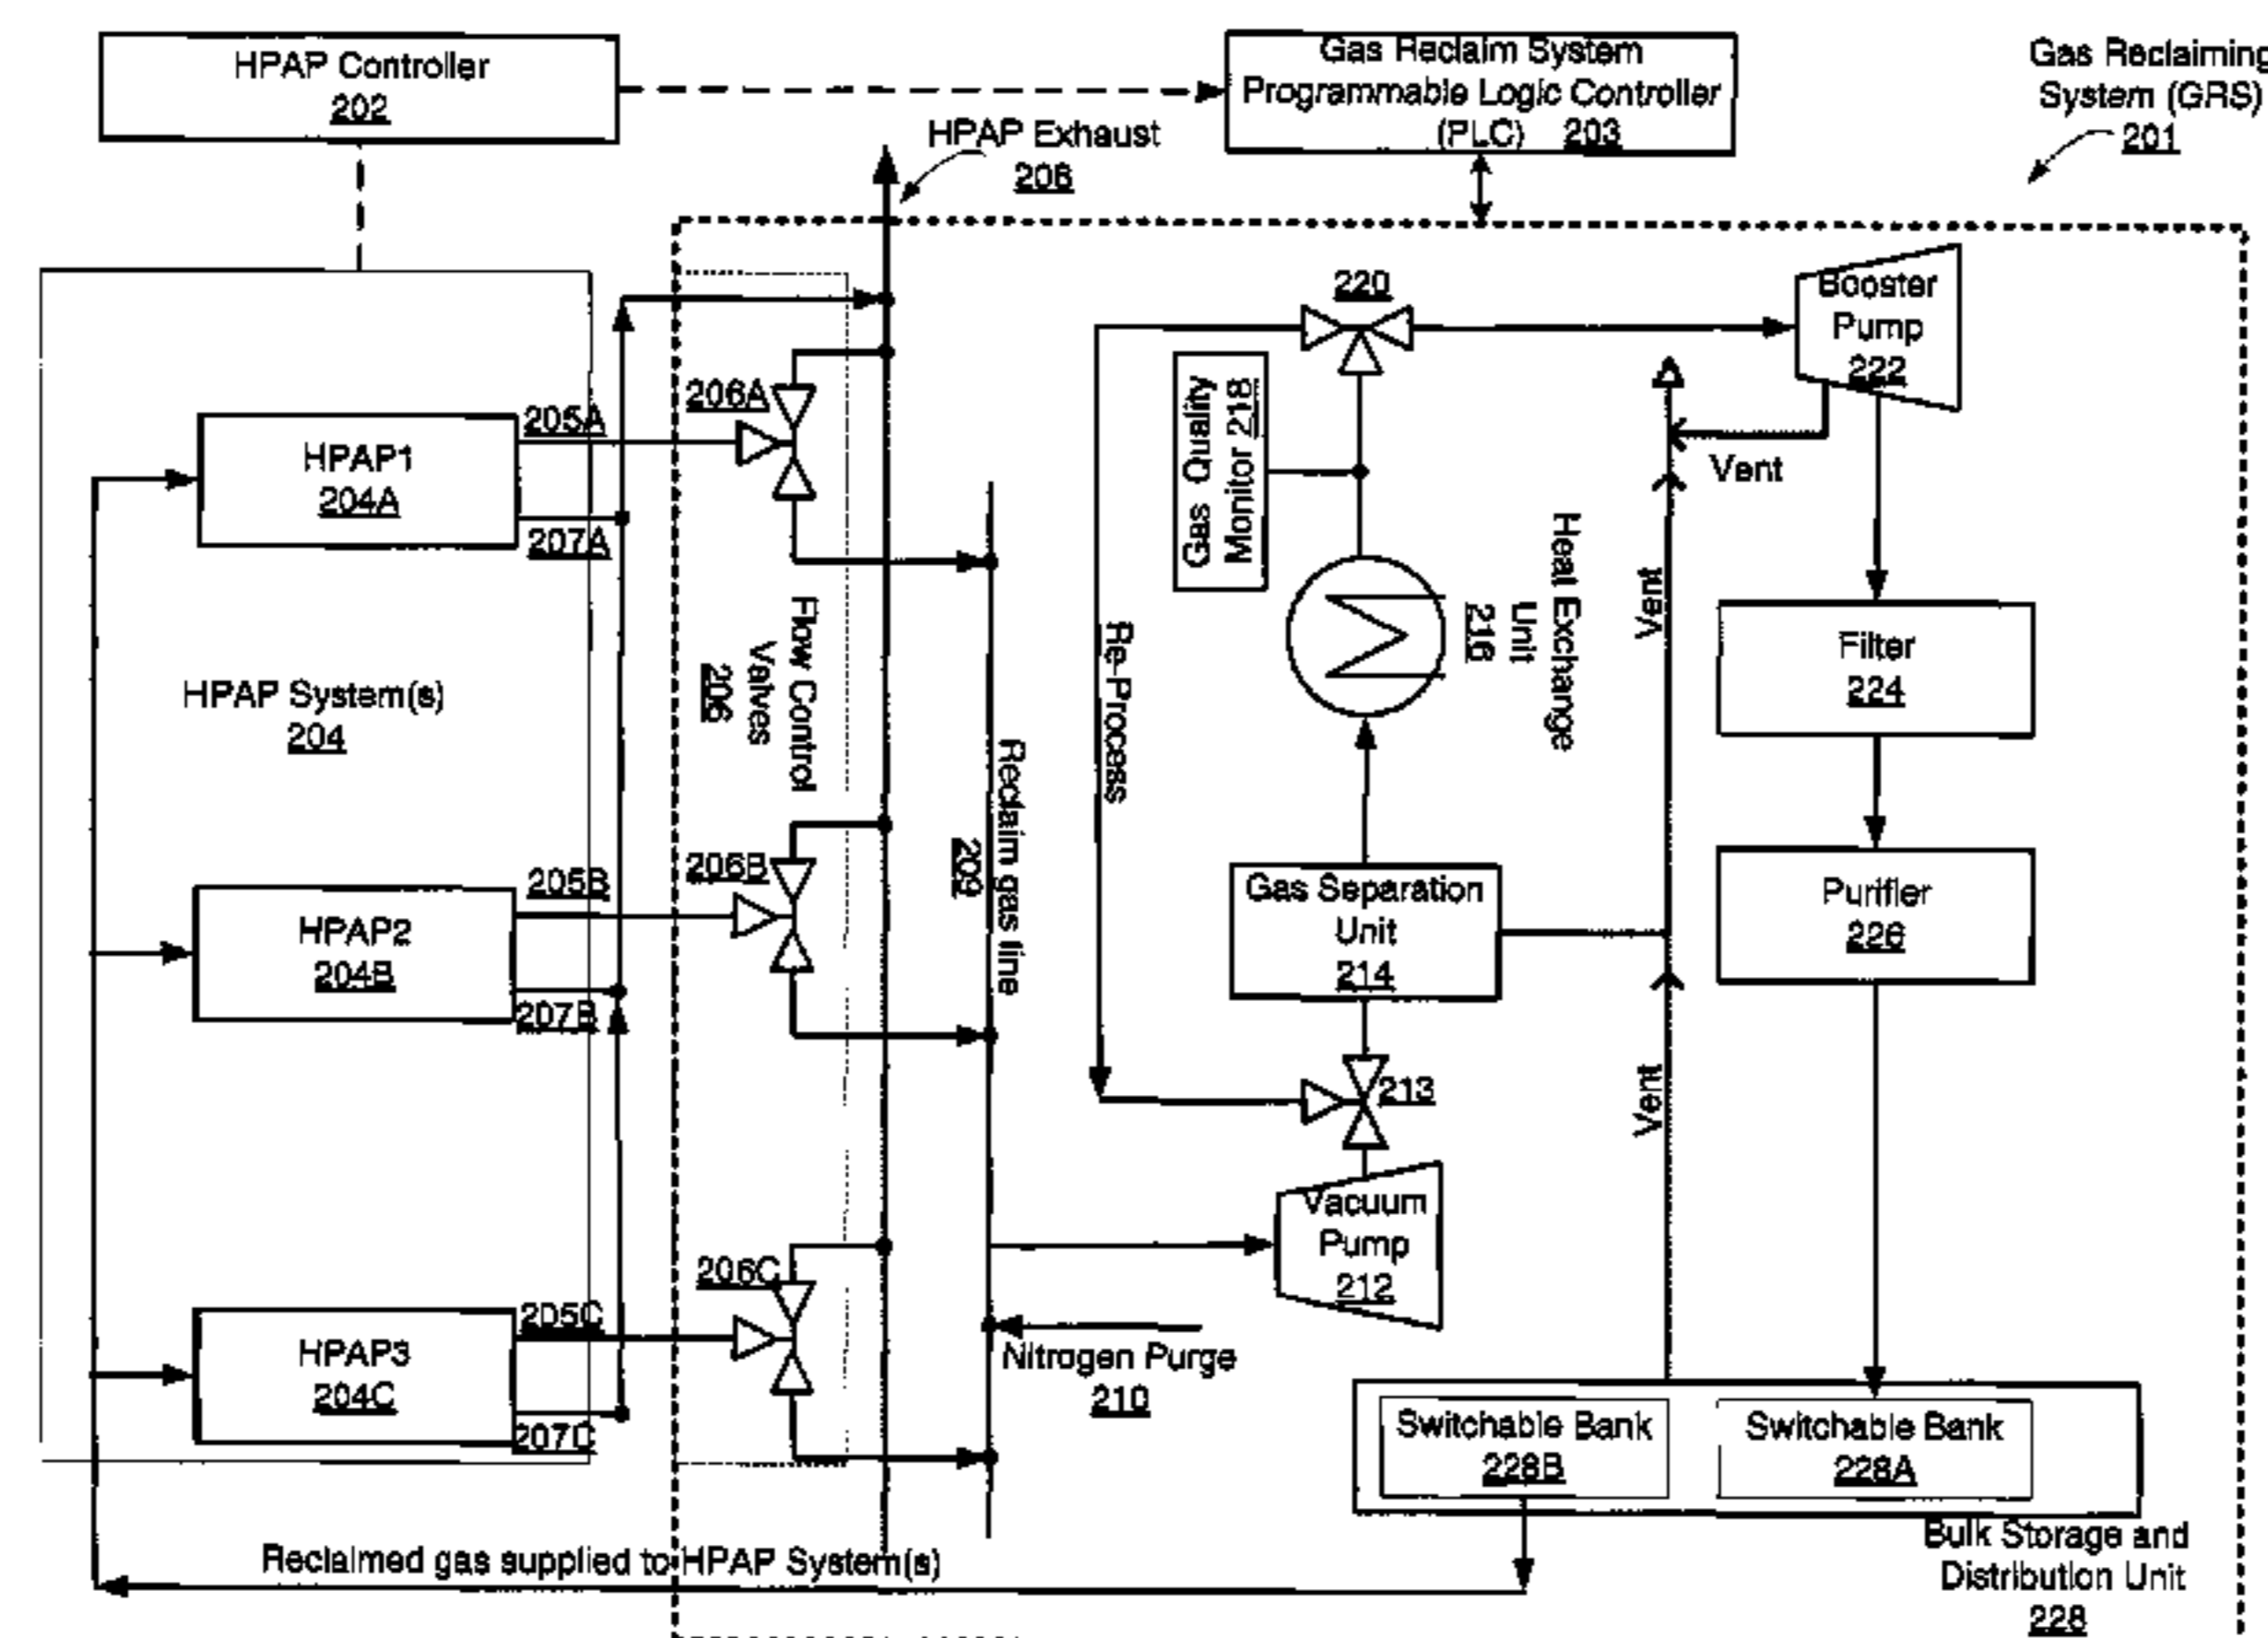 HPAP Controller
202
Gas Reclaim System
Programmable Logic Controller
(PLC) 203
Gas Reclaiming
System (GRS)
201
HPAP Exhaust
208
220
Booster
Pump
222
206A
205A
HPAP1
204A
207A
Gas Quality
Monitor 218
Vent
Heat Exchange
Unit
216
Vent
Filter
224
Flow Control
Valves
206
HPAP System(s)
204
Re-Process
Reclaim gas line
209
206B
205B
HPAP2
204B
207B
Gas Separation
Unit
214
Purifier
226
213
Vent
Vacuum
Pump
212
206C
205C
HPAP3
204C
207C
Nitrogen Purge
210
Switchable Bank
228B
Switchable Bank
228A
Bulk Storage and
Distribution Unit
228
Reclaimed gas supplied to HPAP System(s)